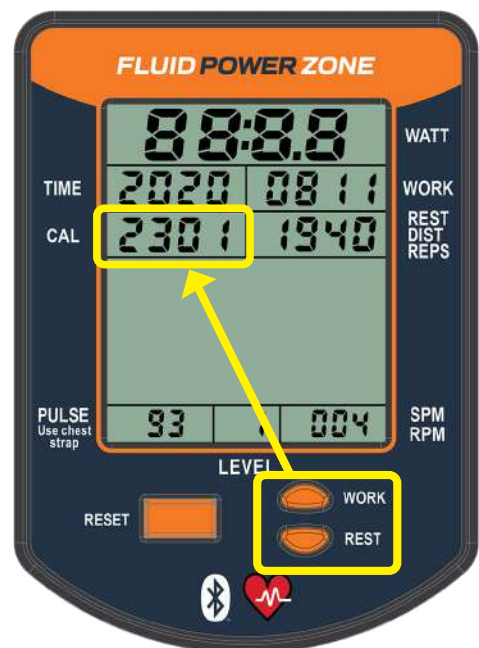 FLUID POWER ZONE
88:8.8 WATT
TIME 2020 0811 WORK
CAL 2301 1940 REST DIST REPS
PULSE Use chest strap 93 1 004 SPM RPM
LEVEL
WORK
RESET
REST